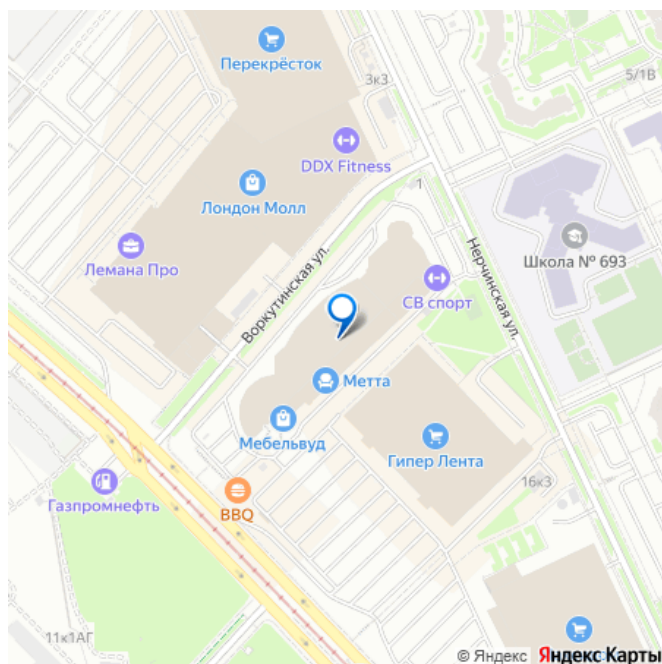 Перекрёсток
3к3
5/1В
DDX Fitness
1
Лондон Молл
Лемана Про
Воркутинская ул.
Нерчинская ул.
Школа № 693
СВ спорт
Метта
Мебельвуд
Гипер Лента
16к3
Газпромнефть
BBQ
11к1АГ
© Яндекс Яндекс Карты